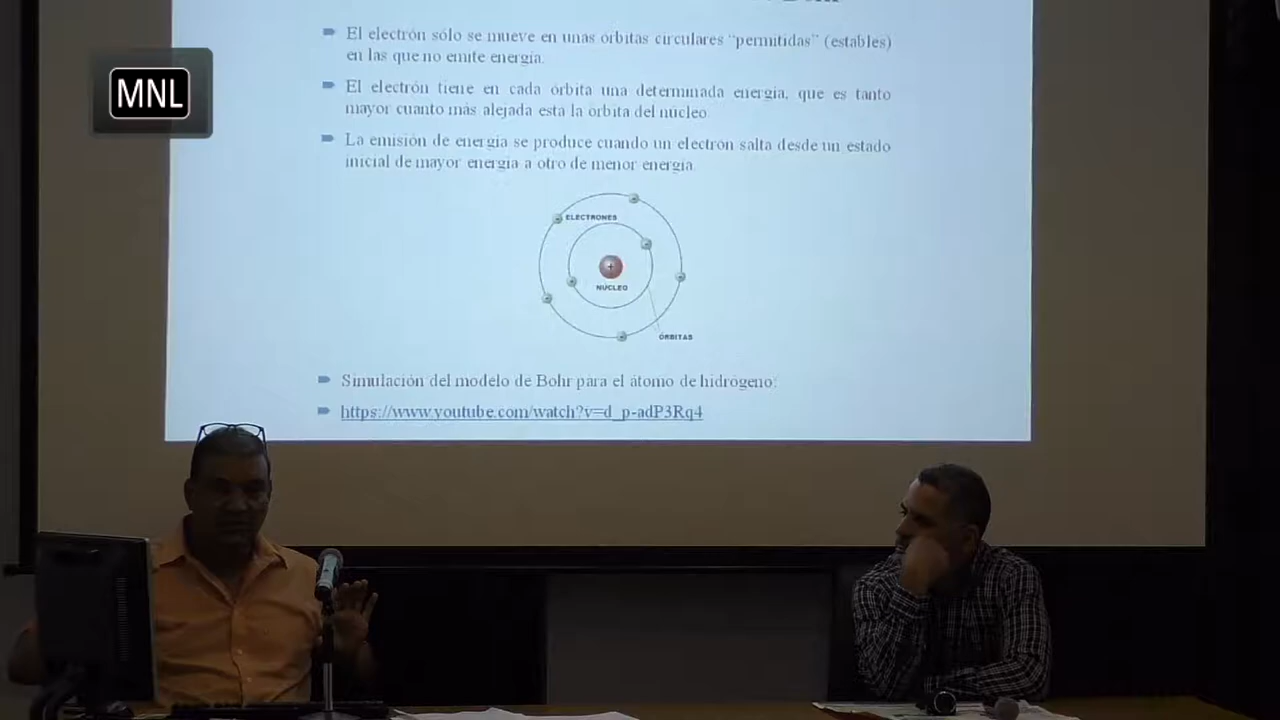 El electrón sólo se mueve en unas órbitas circulares “permitidas” (estables)
en las que no emite energía.
MNL
El electrón tiene en cada órbita una determinada energía, que es tanto
mayor cuanto más alejada esta la órbita del núcleo.
La emisión de energía se produce cuando un electrón salta desde un estado
inicial de mayor energía a otro de menor energía.
ELECTRONES
+
NÚCLEO
ÓRBITAS
Simulación del modelo de Bohr para el átomo de hidrógeno:
https://www.youtube.com/watch?v=d_p-adP3Rq4